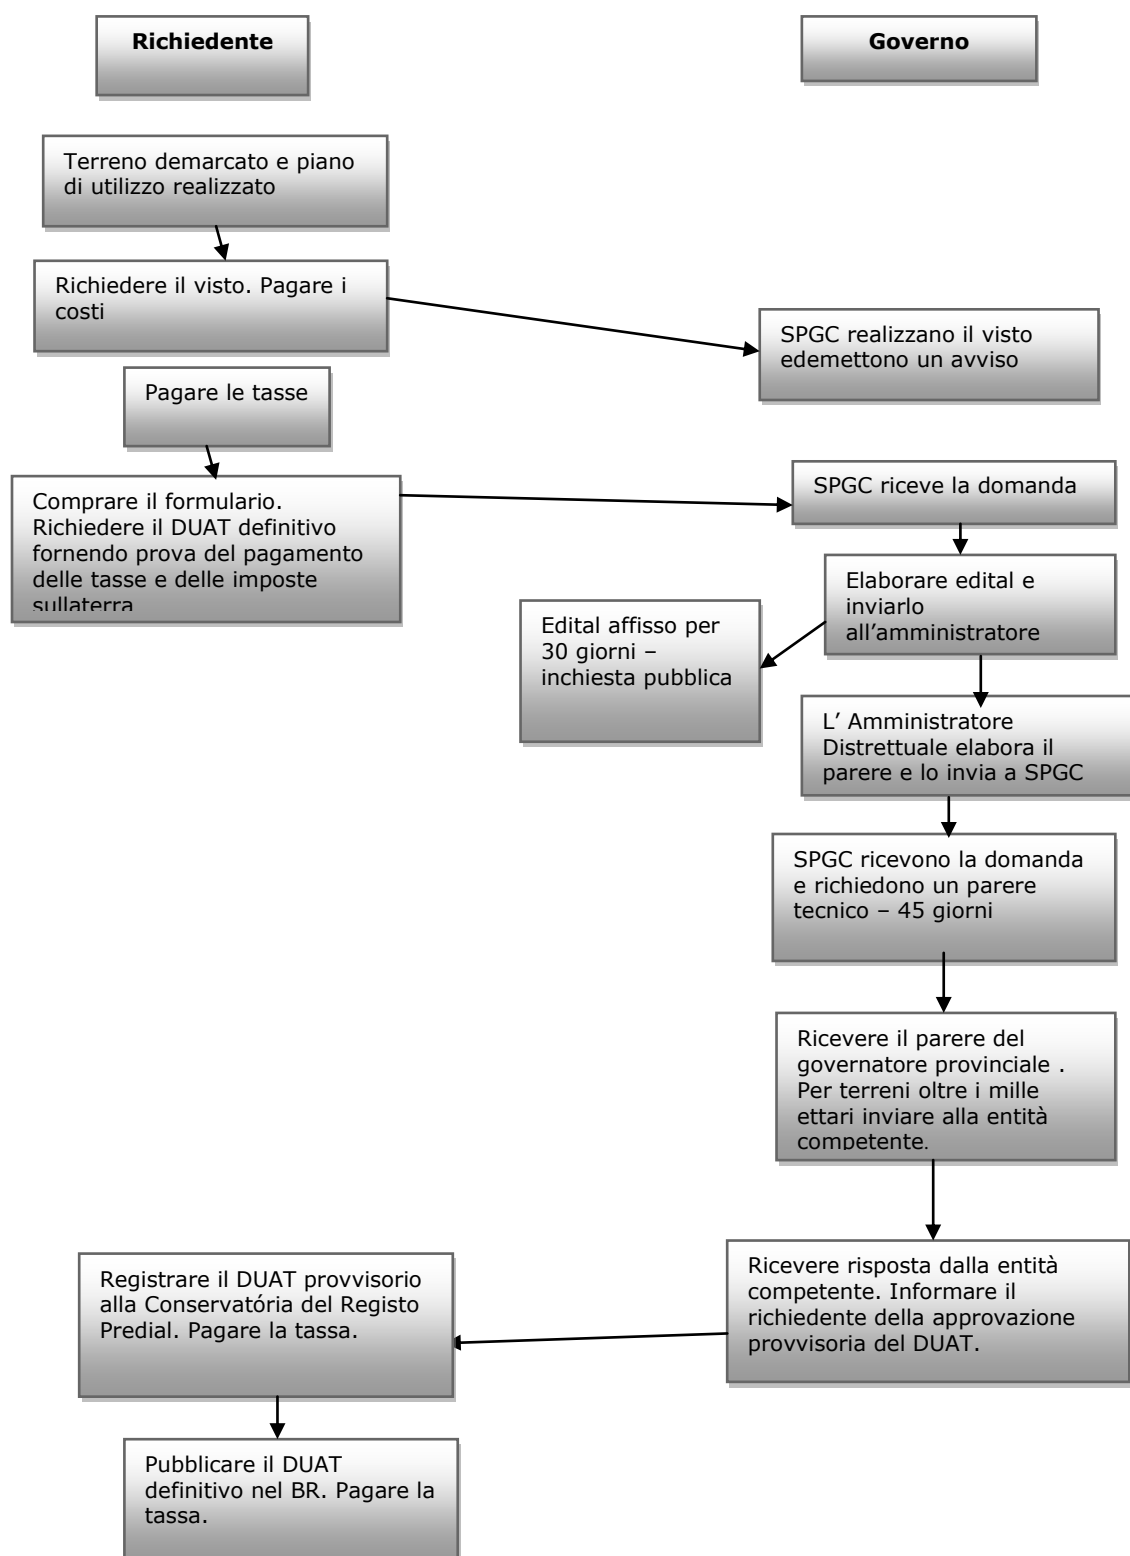 Richiedente
Governo
Terreno demarcato e piano
di utilizzo realizzato
Richiedere il visto. Pagare i
costi
SPGC realizzano il visto
edemettono un avviso
Pagare le tasse
Comprare il formulario.
Richiedere il DUAT definitivo
fornendo prova del pagamento
delle tasse e delle imposte
sullaterra
SPGC riceve la domanda
Elaborare edital e
inviarlo
all’amministratore
Edital affisso per
30 giorni –
inchiesta pubblica
L’ Amministratore
Distrettuale elabora il
parere e lo invia a SPGC
SPGC ricevono la domanda
e richiedono un parere
tecnico – 45 giorni
Ricevere il parere del
governatore provinciale .
Per terreni oltre i mille
ettari inviare alla entità
competente.
Ricevere risposta dalla entità
competente. Informare il
richiedente della approvazione
provvisoria del DUAT.
Registrare il DUAT provvisorio
alla Conservatória del Registo
Predial. Pagare la tassa.
Pubblicare il DUAT
definitivo nel BR. Pagare la
tassa.